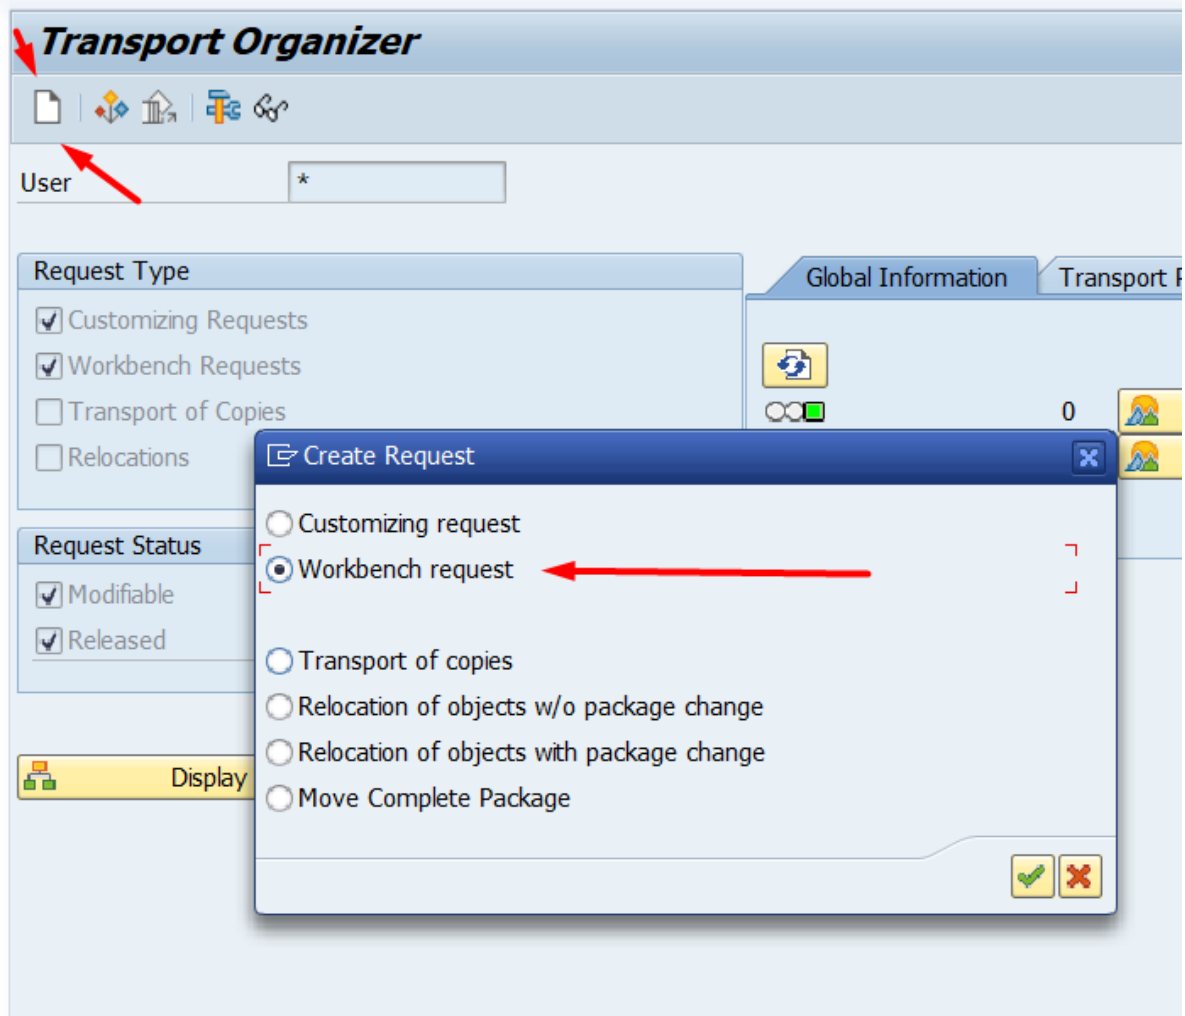 Transport Organizer
User
*
Request Type
Customizing Requests
Workbench Requests
Transport of Copies
Relocations
Global Information
Transport
0
Request Status
Modifiable
Released
Display
Create Request
Customizing request
Workbench request
Transport of copies
Relocation of objects w/o package change
Relocation of objects with package change
Move Complete Package